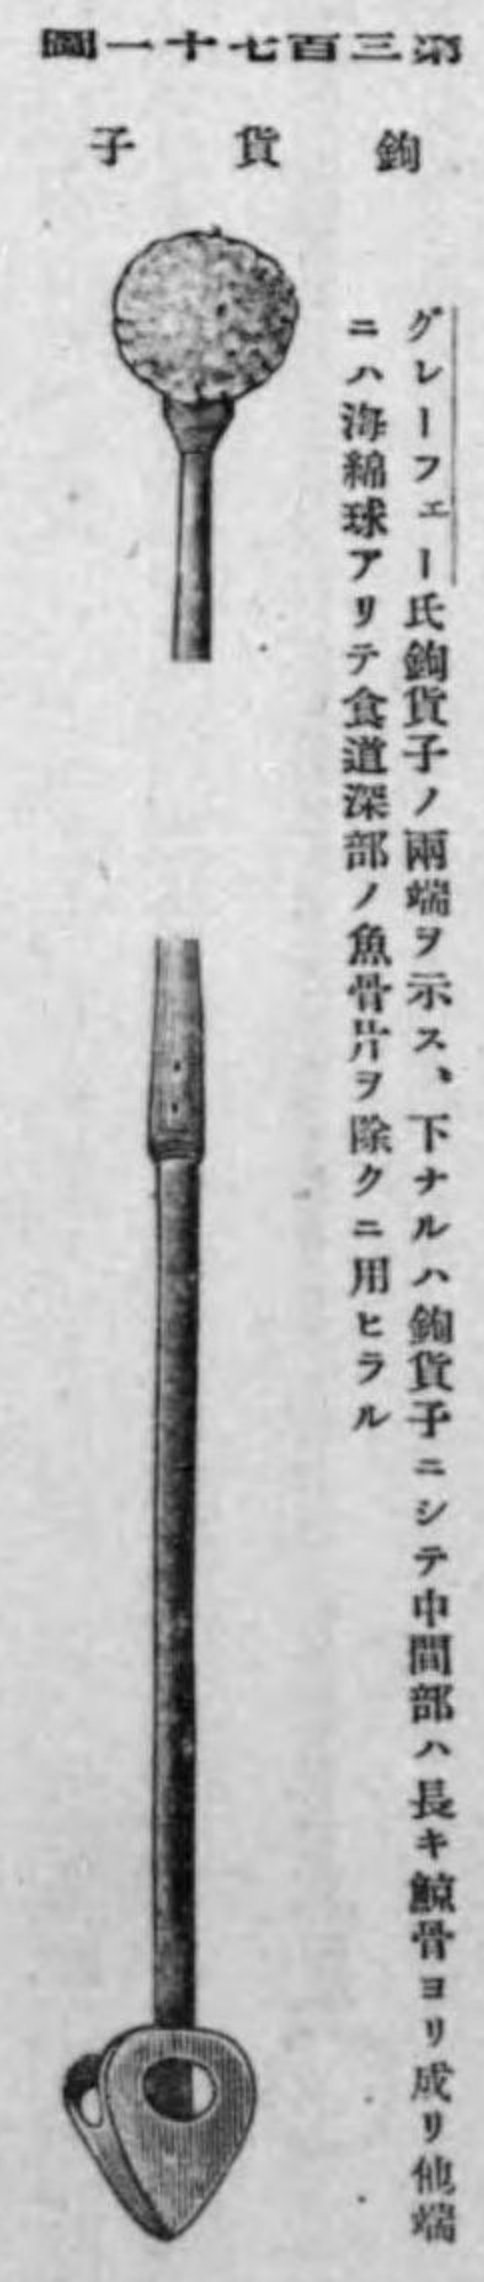 第三百七十一圖
鉤貨子
グレーフェー氏鉤貨子ノ兩端ヲ示ス、下ナルハ鉤貨子ニシテ中間部ハ長キ鯨骨ヨリ成リ他端
ニハ海綿球アリテ食道深部ノ魚骨片ヲ除クニ用ヒラル